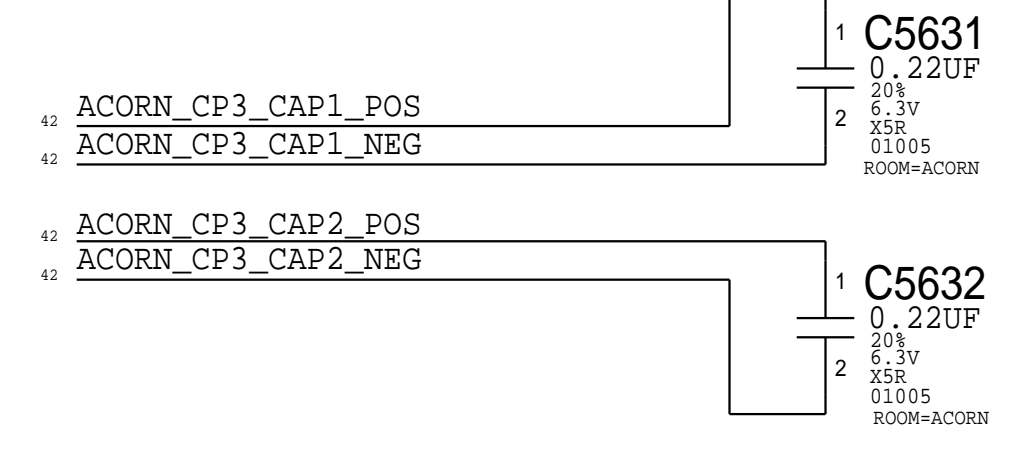 1 C5631
0.22UF
20%
42 ACORN_CP3_CAP1_POS 6.3V
2 X5R
42 ACORN_CP3_CAP1_NEG 01005
ROOM=ACORN
42 ACORN_CP3_CAP2_POS
42 ACORN_CP3_CAP2_NEG
1 C5632
0.22UF
20%
6.3V
2 X5R
01005
ROOM=ACORN